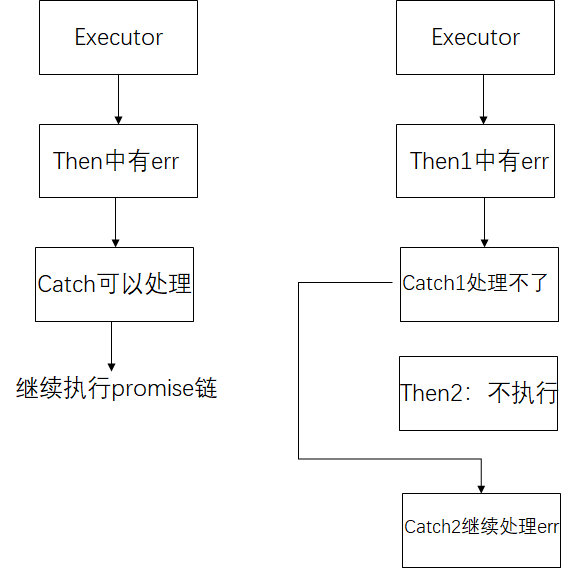 Executor
Then中有err
Catch可以处理
继续执行promise链
Executor
Then1中有err
Catch1处理不了
Then2：不执行
Catch2继续处理err